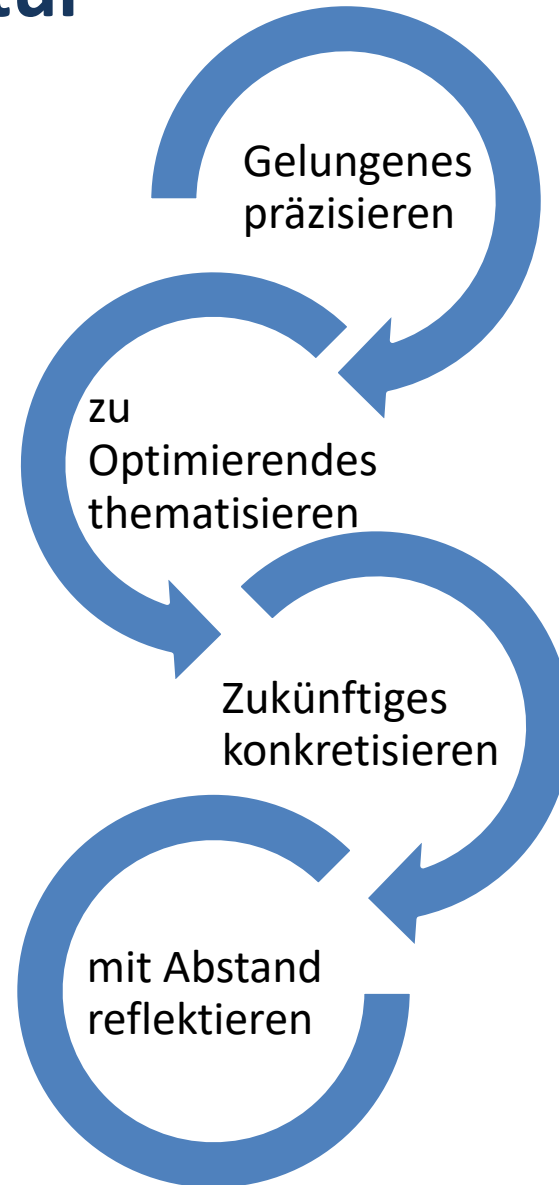 Gelungenes
präzisieren
zu
Optimierendes
thematisieren
Zukünftiges
konkretisieren
mit Abstand
reflektieren